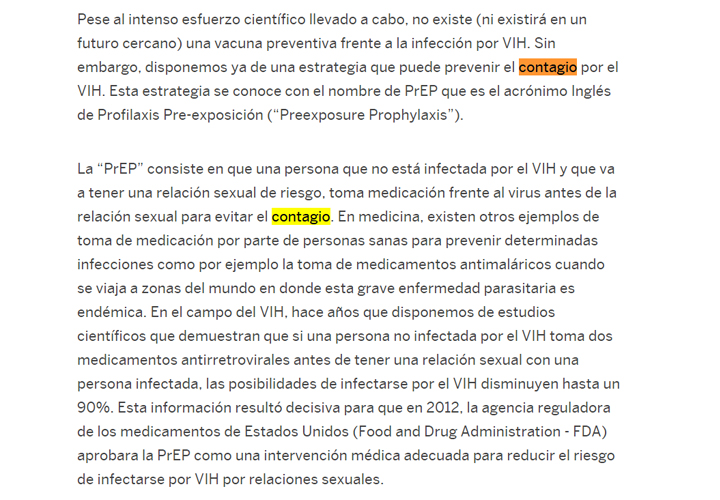 Pese al intenso esfuerzo científico llevado a cabo, no existe (ni existirá en un
futuro cercano) una vacuna preventiva frente a la infección por VIH. Sin
embargo, disponemos ya de una estrategia que puede prevenir el contagio por el
VIH. Esta estrategia se conoce con el nombre de PrEP que es el acrónimo Inglés
de Profilaxis Pre-exposición (“Preexposure Prophylaxis”).
La “PrEP” consiste en que una persona que no está infectada por el VIH y que va
a tener una relación sexual de riesgo, toma medicación frente al virus antes de la
relación sexual para evitar el contagio. En medicina, existen otros ejemplos de
toma de medicación por parte de personas sanas para prevenir determinadas
infecciones como por ejemplo la toma de medicamentos antimaláricos cuando
se viaja a zonas del mundo en donde esta grave enfermedad parasitaria es
endémica. En el campo del VIH, hace años que disponemos de estudios
científicos que demuestran que si una persona no infectada por el VIH toma dos
medicamentos antirretrovirales antes de tener una relación sexual con una
persona infectada, las posibilidades de infectarse por el VIH disminuyen hasta un
90%. Esta información resultó decisiva para que en 2012, la agencia reguladora
de los medicamentos de Estados Unidos (Food and Drug Administration - FDA)
aprobara la PrEP como una intervención médica adecuada para reducir el riesgo
de infectarse por VIH por relaciones sexuales.